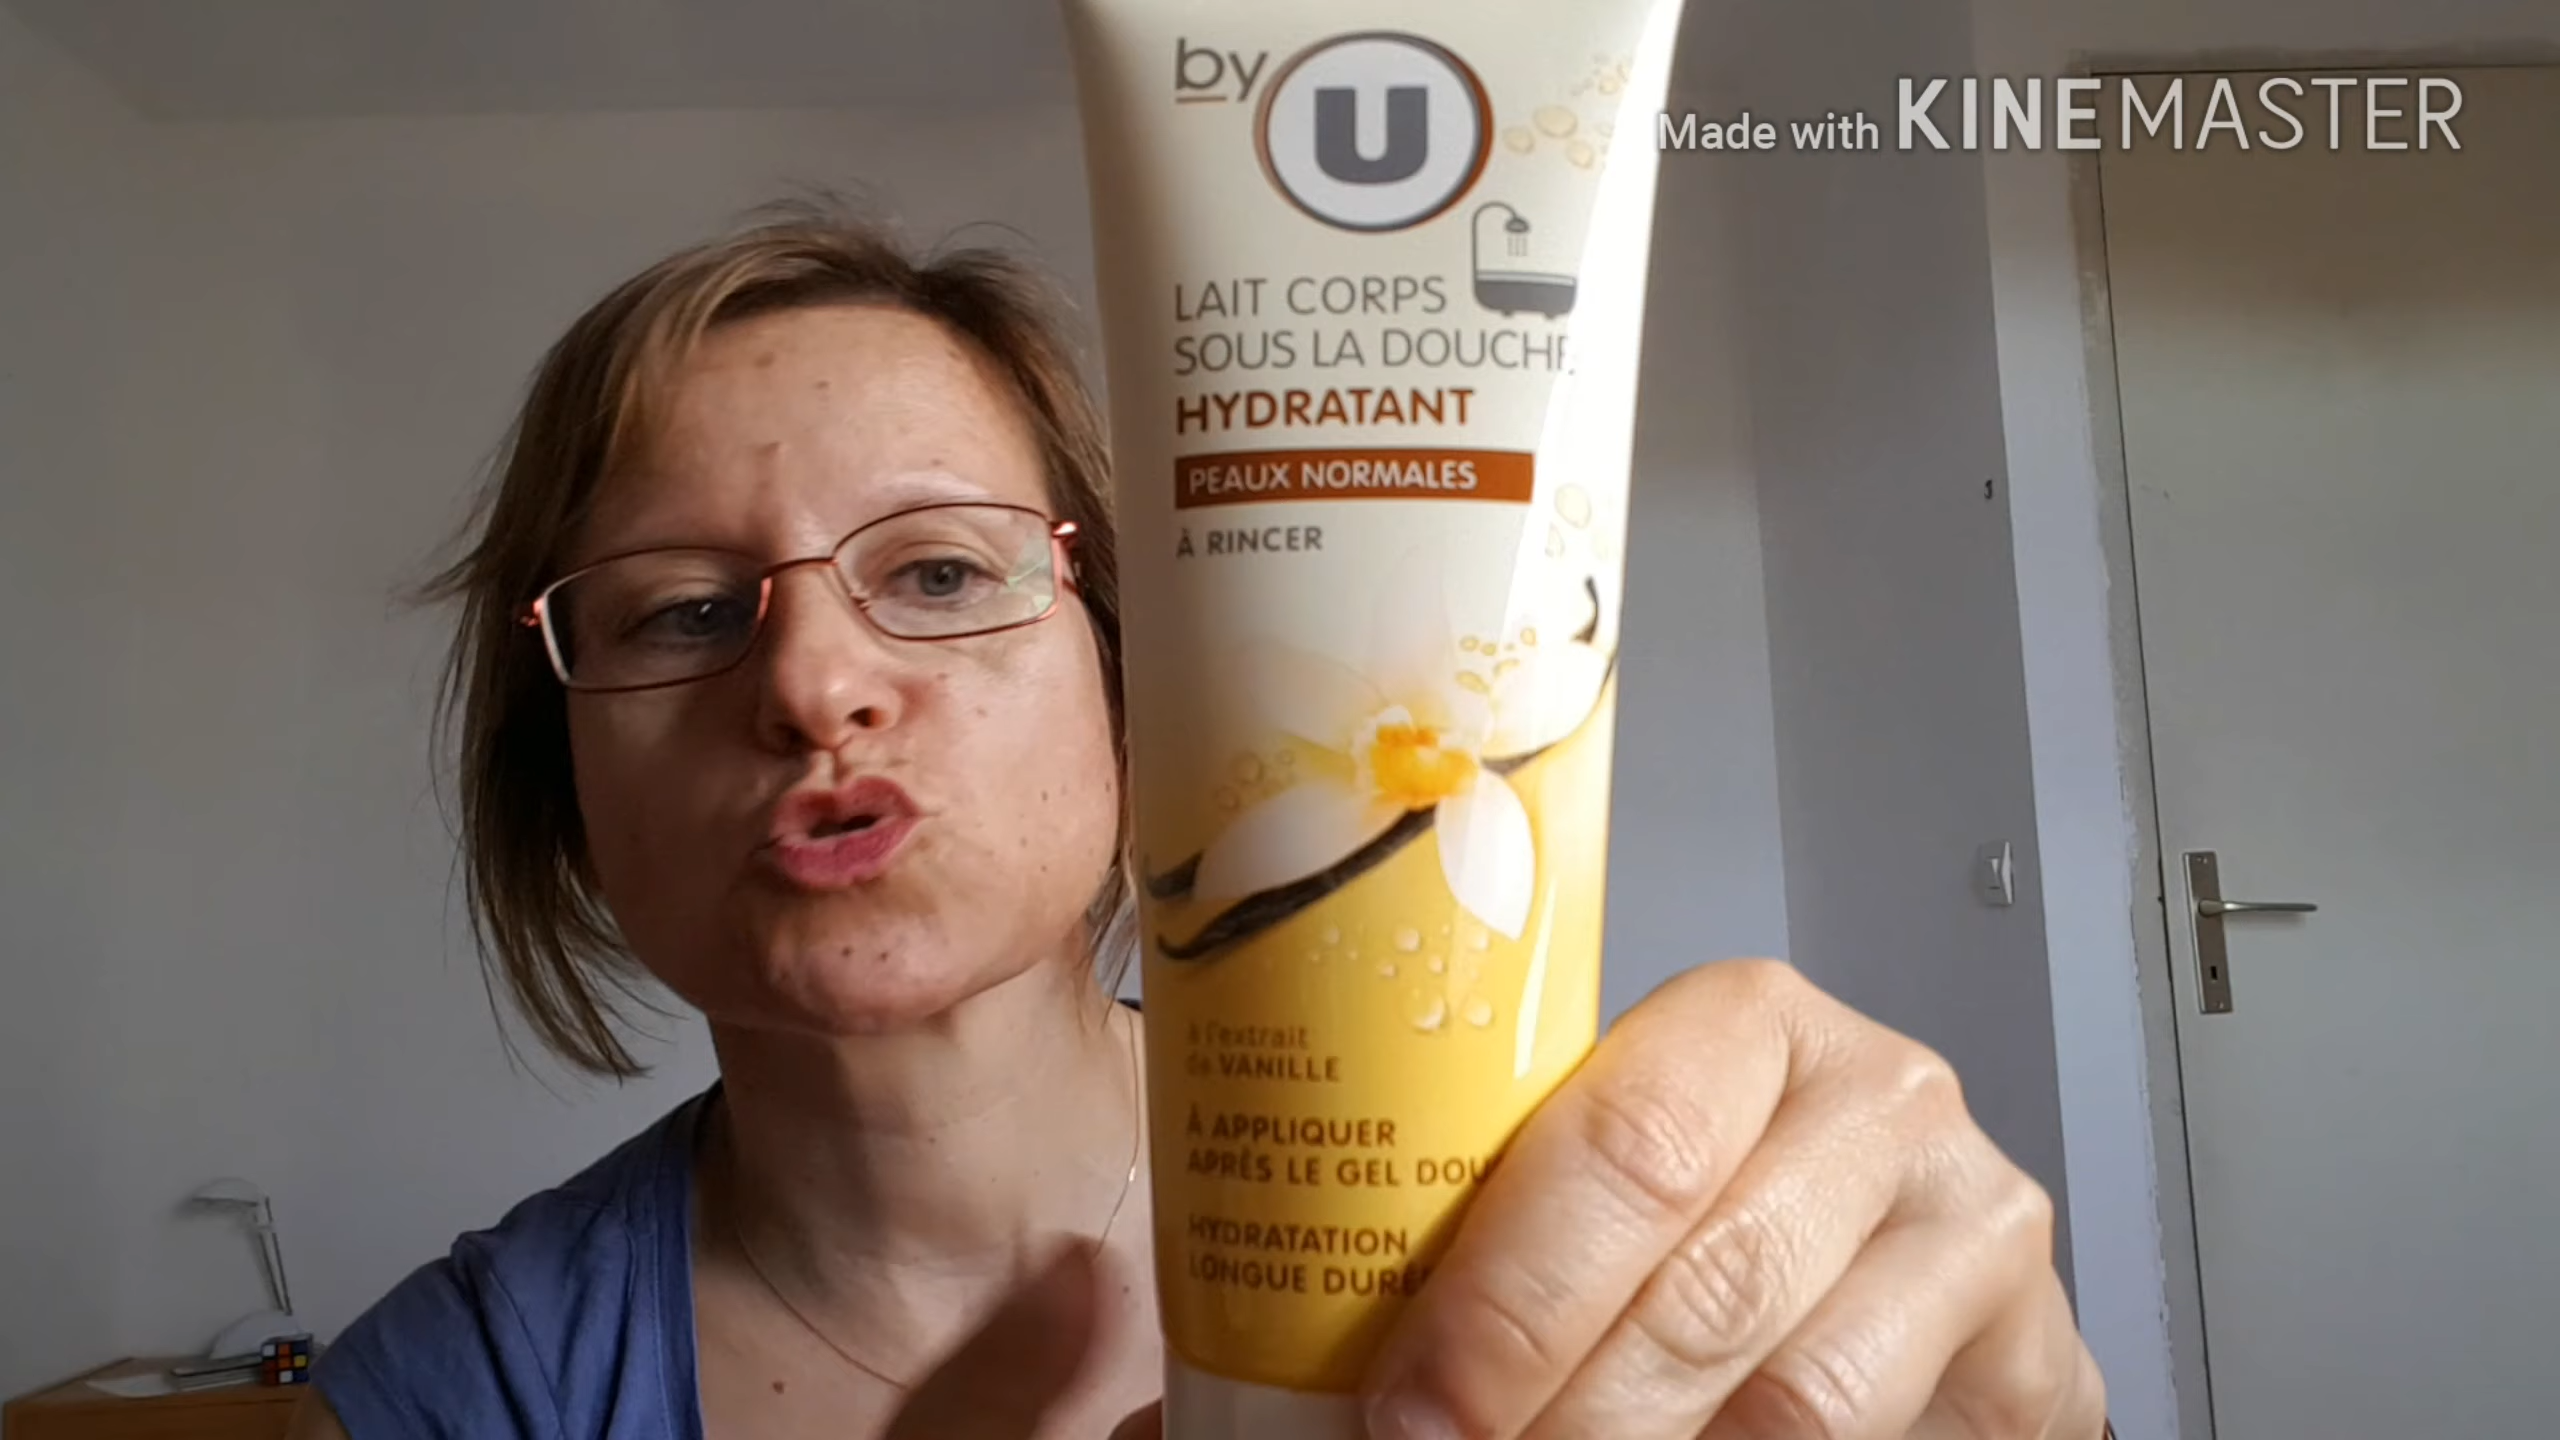 by U
LAIT CORPS
SOUS LA DOUCHE
HYDRATANT
PEAUX NORMALES
À RINCER
à l'extrait
de VANILLE
À APPLIQUER
APRÈS LE GEL DOU
HYDRATATION
LONGUE DURÉE
Made with KINEMASTER